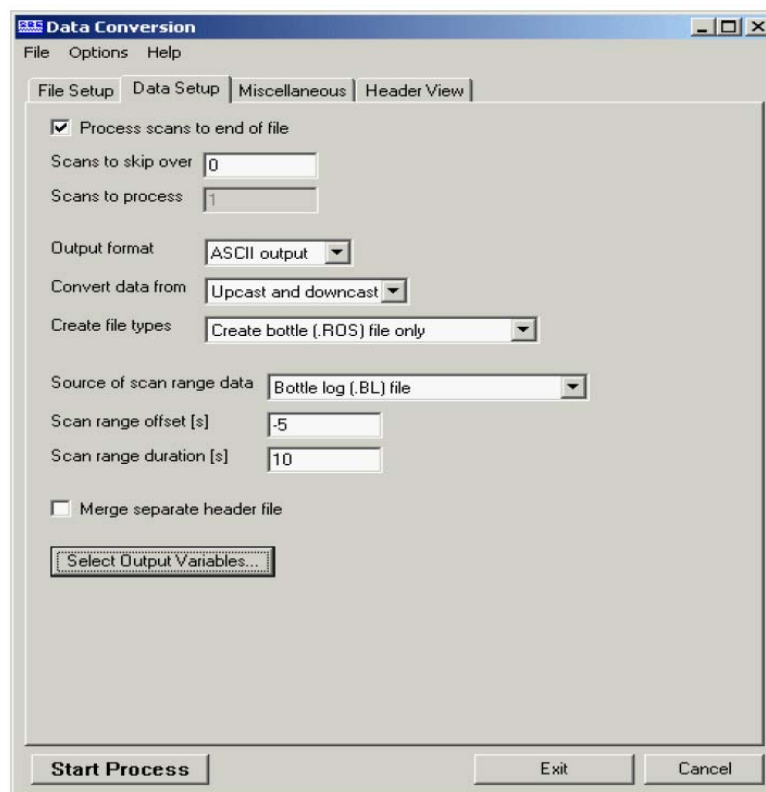 SBE Data Conversion
File Options Help
File Setup Data Setup Miscellaneous Header View
Process scans to end of file
Scans to skip over 0
Scans to process 1
Output format ASCII output
Convert data from Upcast and downcast
Create file types Create bottle (.ROS) file only
Source of scan range data Bottle log (.BL) file
Scan range offset [s] -5
Scan range duration [s] 10
Merge separate header file
Select Output Variables...
Start Process Exit Cancel